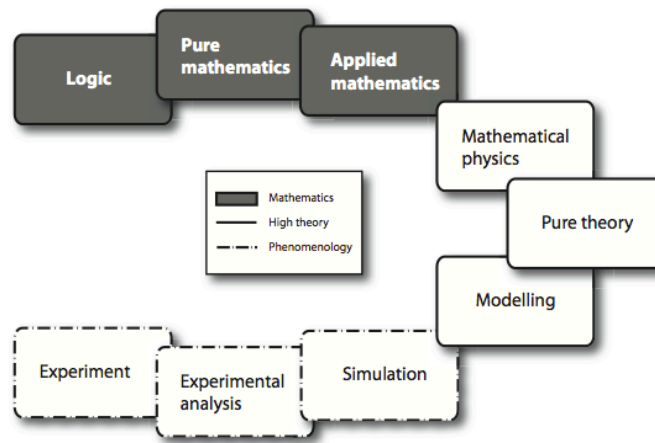 Logic
Pure
mathematics
Applied
mathematics
Mathematical
physics
Pure theory
Modelling
Mathematics
High theory
Phenomenology
Experiment
Experimental
analysis
Simulation